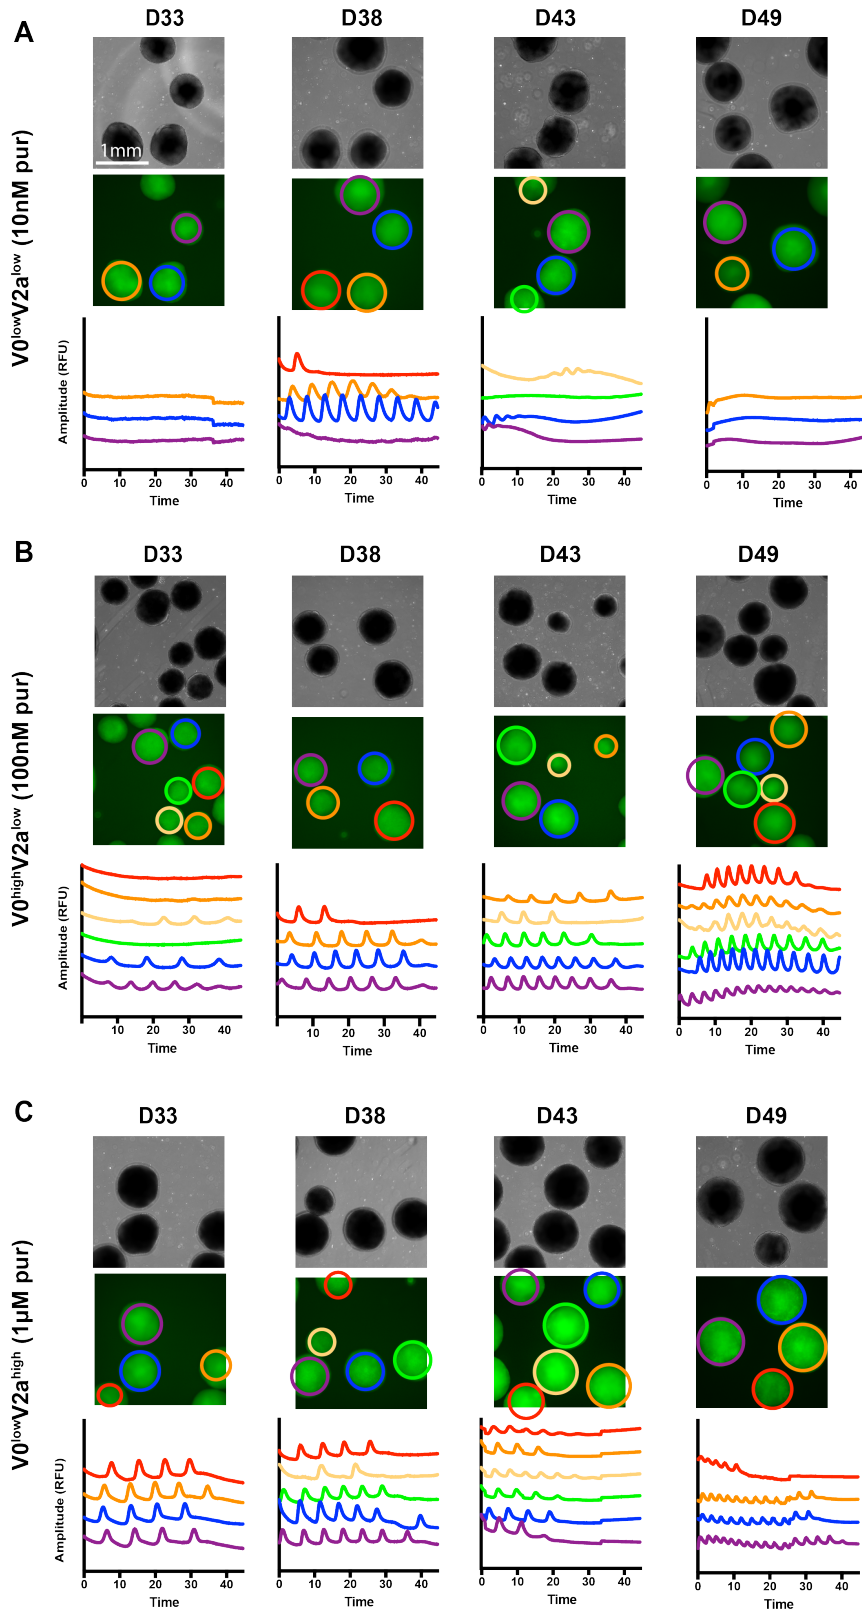 A
D33 D38 D43 D49
V0lowV2alow (10nM pur)
1mm
Amplitude (RFU)
0 10 20 30 40
Time
0 10 20 30 40
Time
0 10 20 30 40
Time
0 10 20 30 40
Time
B
D33 D38 D43 D49
V0highV2alow (100nM pur)
Amplitude (RFU)
10 20 30 40
Time
0 10 20 30 40
Time
0 10 20 30 40
Time
0 10 20 30 40
Time
C
D33 D38 D43 D49
V0lowV2ahigh (1µM pur)
Amplitude (RFU)
0 10 20 30 40
Time
0 10 20 30 40
Time
0 10 20 30 40
Time
0 10 20 30 40
Time